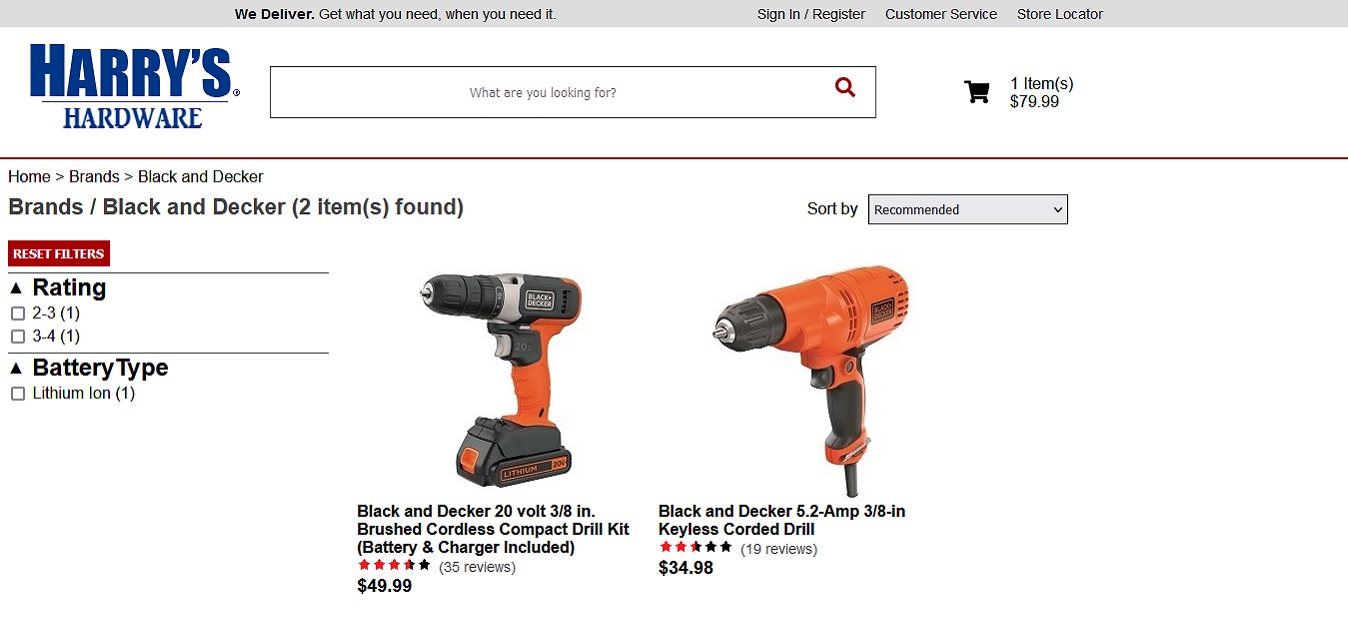 We Deliver. Get what you need, when you need it.
Sign In / Register
Customer Service
Store Locator
HARRY'S®
HARDWARE
What are you looking for?
1 Item(s)
$79.99
Home > Brands > Black and Decker
Brands / Black and Decker (2 item(s) found)
Sort by
Recommended
RESET FILTERS
▲ Rating
2-3 (1)
3-4 (1)
▲ BatteryType
Lithium Ion (1)
BLACK+
DECKER
20v
LITHIUM 20v
BLACK+
DECKER
Black and Decker 20 volt 3/8 in.
Brushed Cordless Compact Drill Kit
(Battery & Charger Included)
(35 reviews)
$49.99
Black and Decker 5.2-Amp 3/8-in
Keyless Corded Drill
(19 reviews)
$34.98